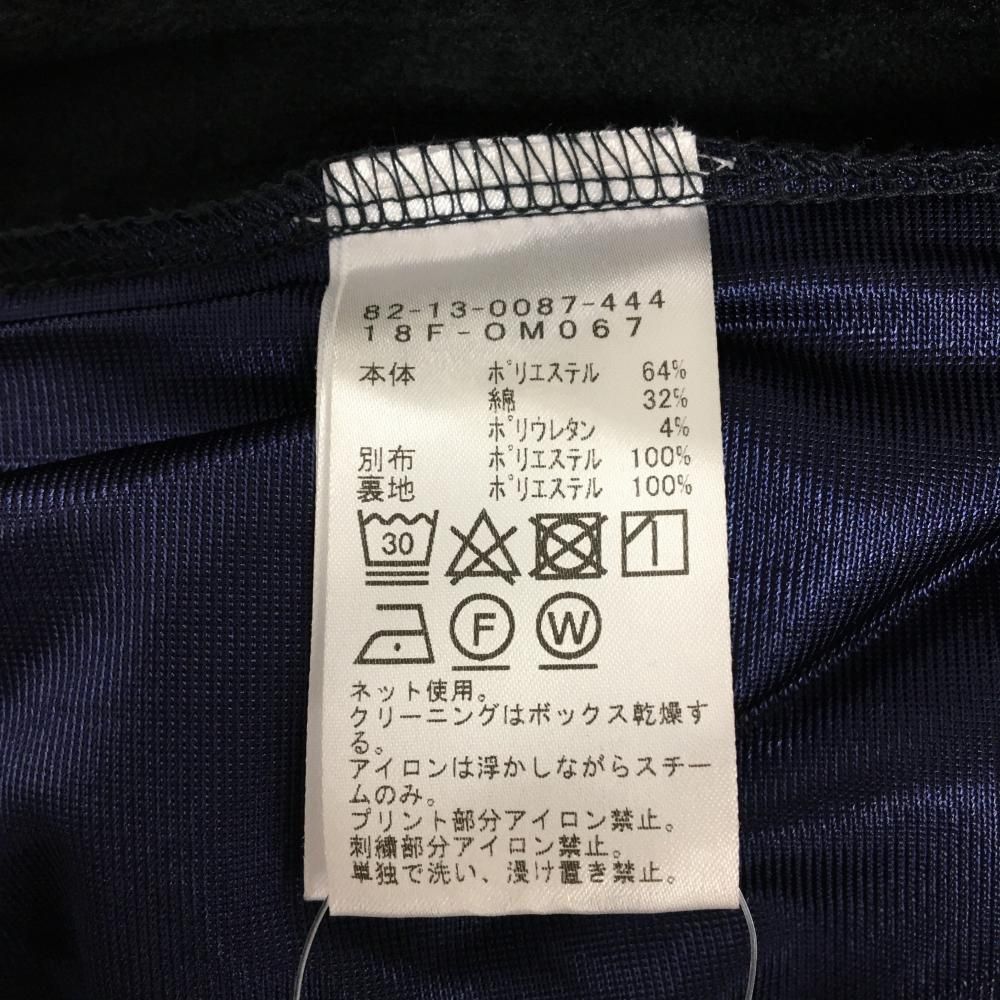 82-13-0087-444
18F-OM067
本体 ポリエステル 64%
綿 32%
ポリウレタン 4%
別布 ポリエステル 100%
裏地 ポリエステル 100%
30
F W
ネット使用。
クリーニングはボックス乾燥す
る。
アイロンは浮かしながらスチー
ムのみ。
プリント部分アイロン禁止。
刺繍部分アイロン禁止。
単独で洗い、浸け置き禁止。